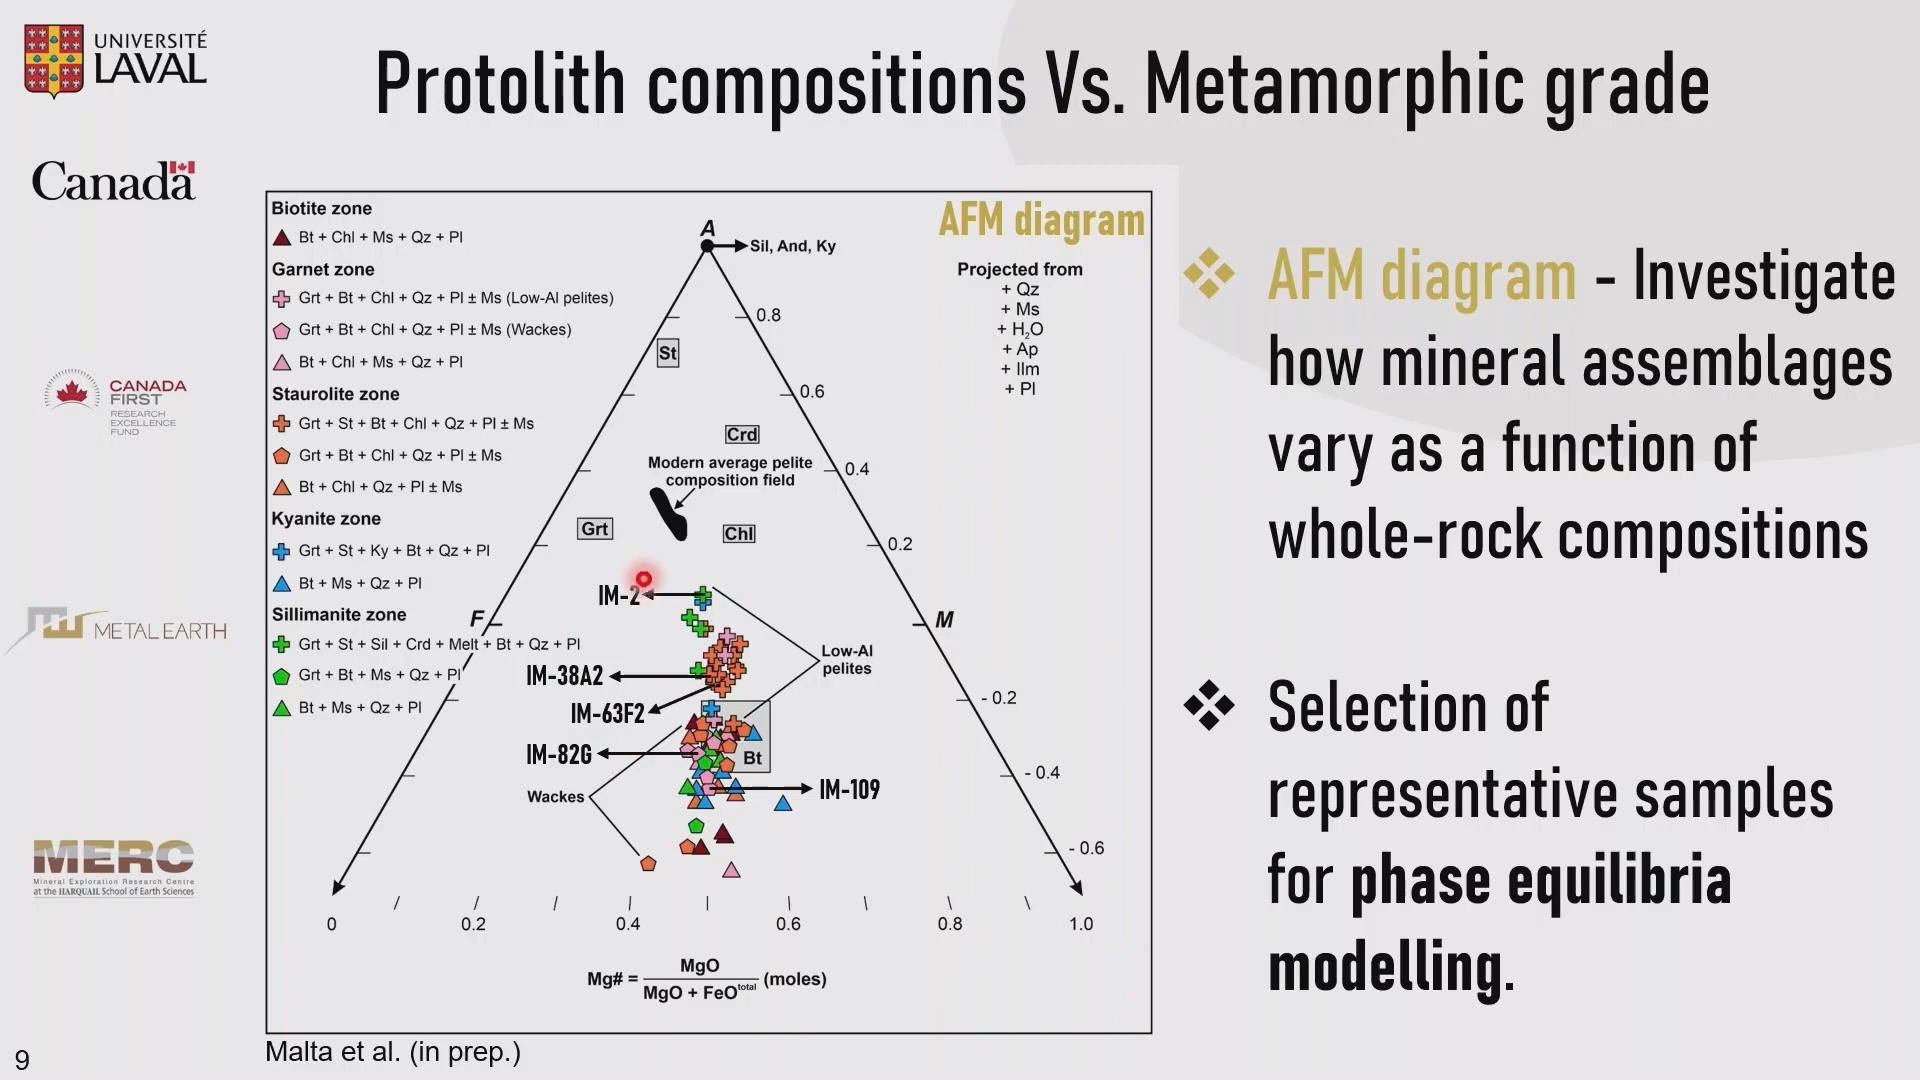 UNIVERSITÉ
LAVAL
Protolith compositions Vs. Metamorphic grade
Canada
CANADA
FIRST
RESEARCH
EXCELLENCE
FUND
METAL EARTH
MERC
Mineral Exploration Research Centre
at the HARQUAIL School of Earth Sciences
Biotite zone
Bt + Chl + Ms + Qz + Pl
Garnet zone
Grt + Bt + Chl + Qz + Pl ± Ms (Low-Al pelites)
Grt + Bt + Chl + Qz + Pl ± Ms (Wackes)
Bt + Chl + Ms + Qz + Pl
Staurolite zone
Grt + St + Bt + Chl + Qz + Pl ± Ms
Grt + Bt + Chl + Qz + Pl ± Ms
Bt + Chl + Qz + Pl ± Ms
Kyanite zone
Grt + St + Ky + Bt + Qz + Pl
Bt + Ms + Qz + Pl
Sillimanite zone
Grt + St + Sil + Crd + Melt + Bt + Qz + Pl
Grt + Bt + Ms + Qz + Pl
Bt + Ms + Qz + Pl
AFM diagram
Projected from
+ Qz
+ Ms
+ H₂O
+ Ap
+ Ilm
+ Pl
A
Sil, And, Ky
0.8
St
0.6
Crd
Modern average pelite
composition field
0.4
Grt
Chl
0.2
IM-2
F
M
Low-Al
pelites
IM-38A2
- 0.2
IM-63F2
IM-82G
Bt
- 0.4
IM-109
Wackes
- 0.6
0
0.2
0.4
0.6
0.8
1.0
Mg# = MgO / MgO + FeOtotal (moles)
Malta et al. (in prep.)
9
AFM diagram - Investigate
how mineral assemblages
vary as a function of
whole-rock compositions
Selection of
representative samples
for phase equilibria
modelling.